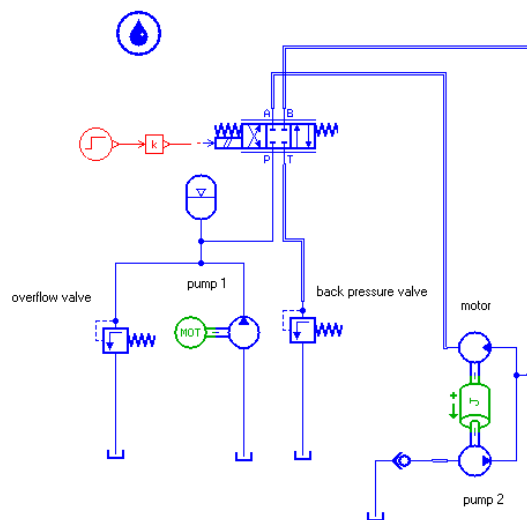 A B
k
P T
pump 1
overflow valve
back pressure valve
motor
MOT
J
pump 2